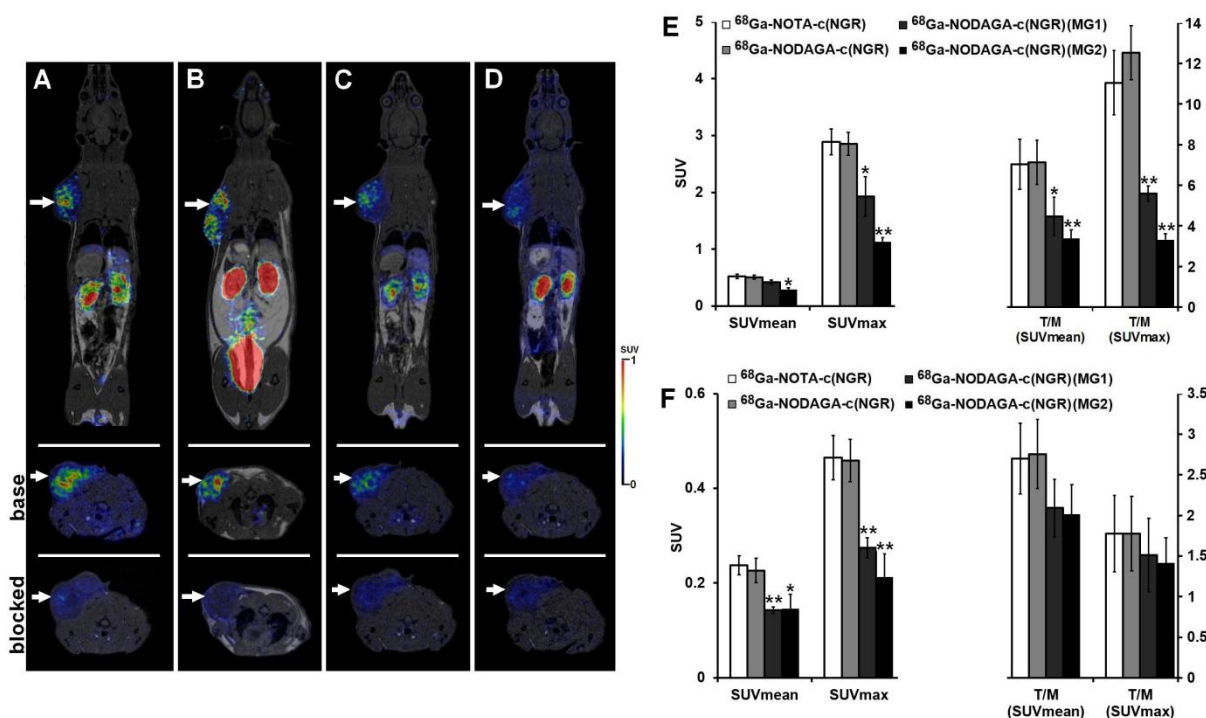 A B C D
SUV
1
0
base
blocked
E
⁶⁸Ga-NOTA-c(NGR) ⁶⁸Ga-NODAGA-c(NGR)(MG1)
⁶⁸Ga-NODAGA-c(NGR) ⁶⁸Ga-NODAGA-c(NGR)(MG2)
SUV
5
4
3
2
1
0
14
12
10
8
6
4
2
0
* ** * * ** * ** ** **
SUVmean SUVmax T/M T/M
(SUVmean) (SUVmax)
F
⁶⁸Ga-NOTA-c(NGR) ⁶⁸Ga-NODAGA-c(NGR)(MG1)
⁶⁸Ga-NODAGA-c(NGR) ⁶⁸Ga-NODAGA-c(NGR)(MG2)
SUV
0.6
0.4
0.2
0
3.5
3
2.5
2
1.5
1
0.5
0
** * ** **
SUVmean SUVmax T/M T/M
(SUVmean) (SUVmax)